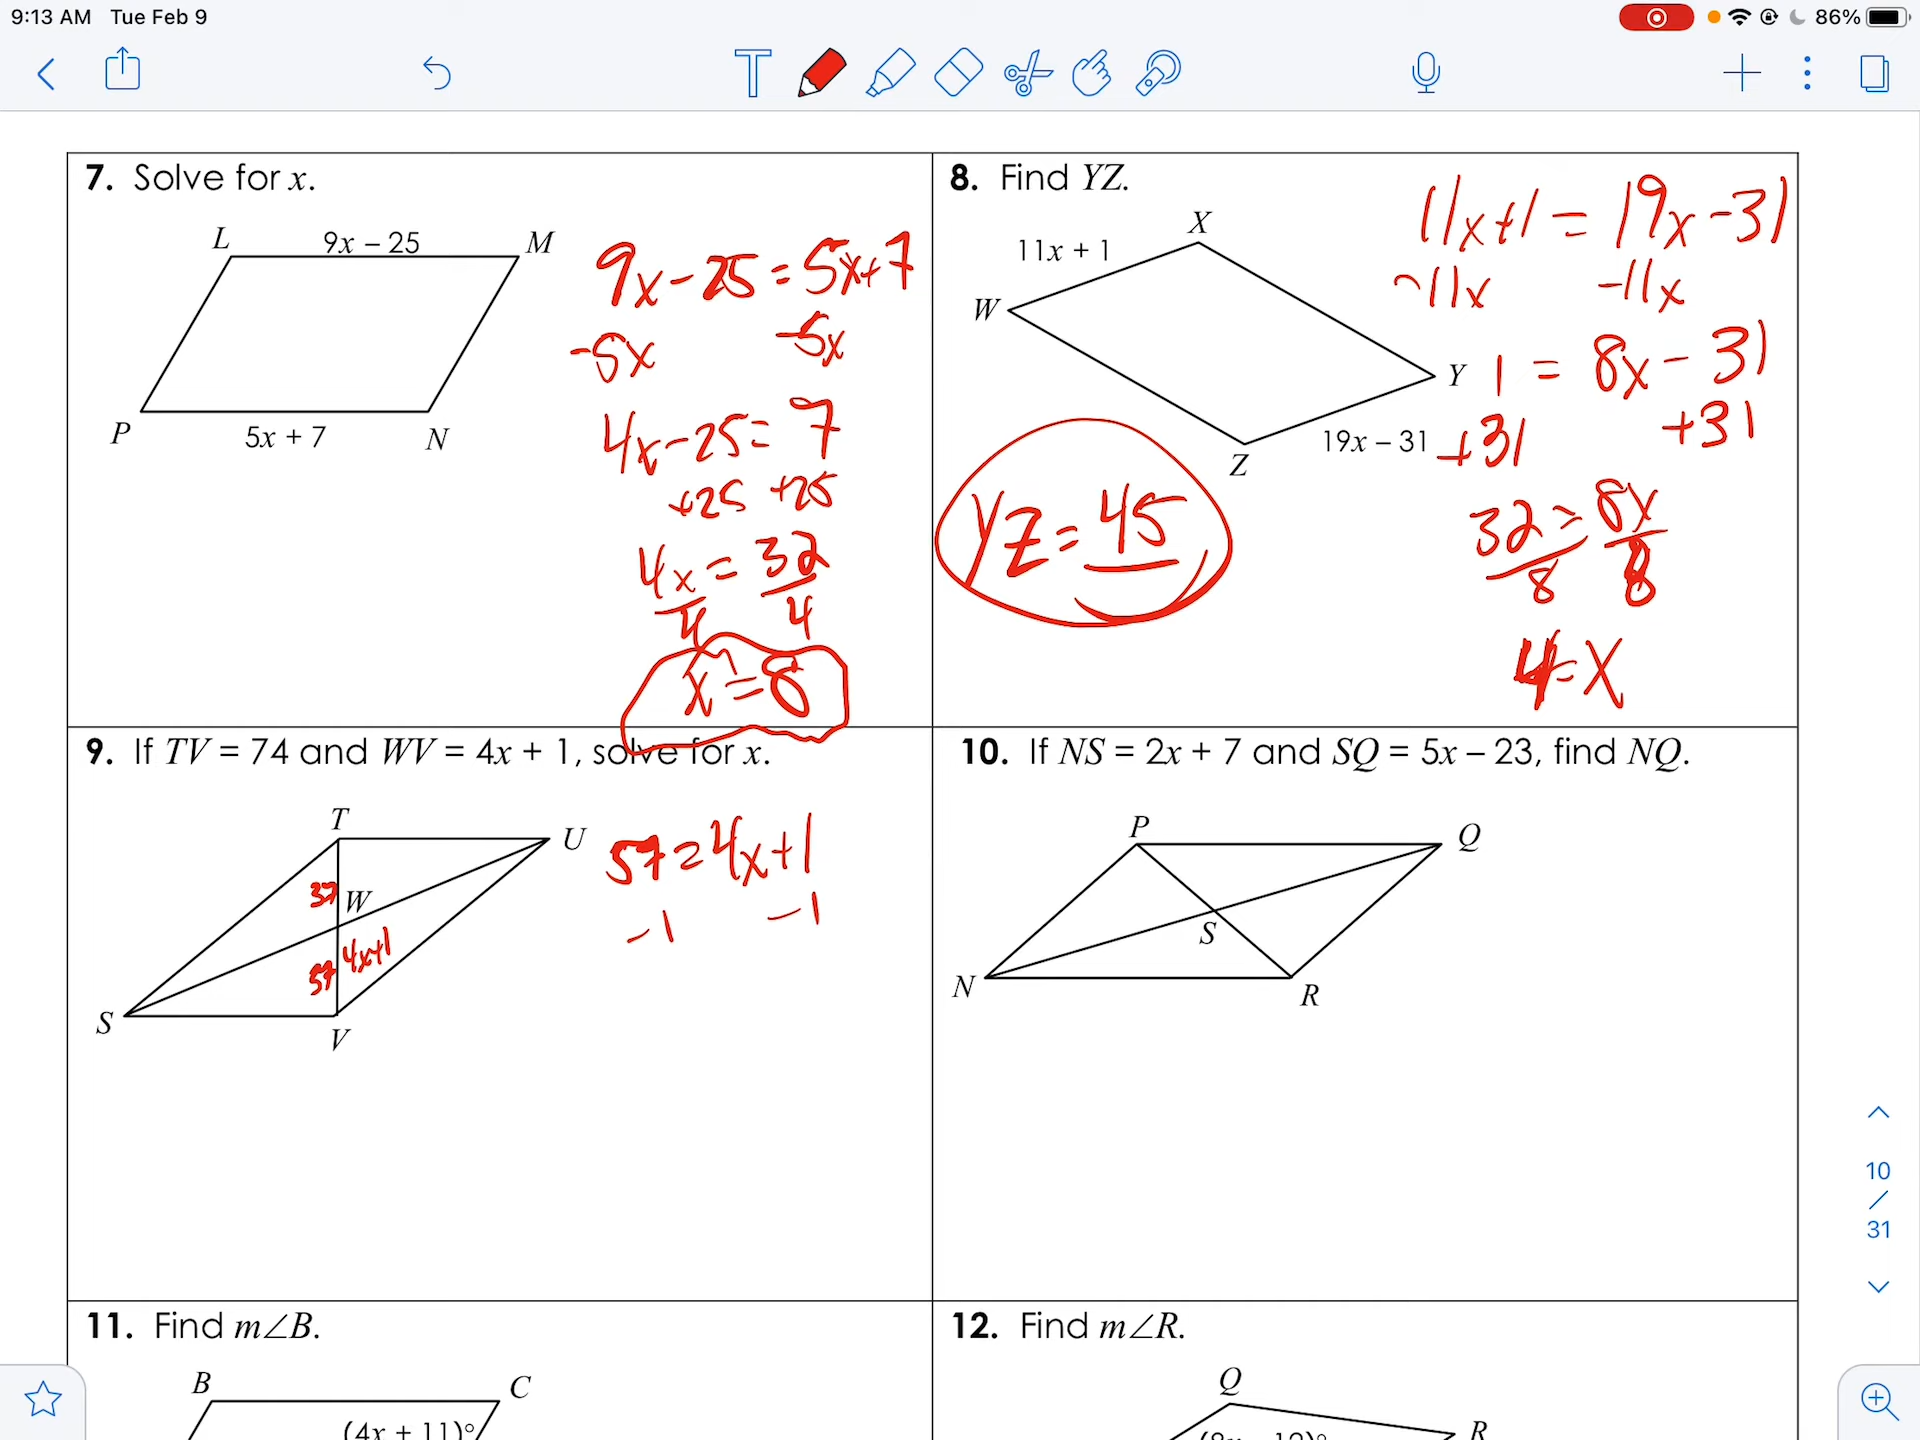 9:13 AM Tue Feb 9
86%
T
7. Solve for x.
L
9x – 25
M
P
5x + 7
N
9x-25=5x+7
-5x -5x
4x-25=7
+25 +25
4x=32
4 4
x=8
8. Find YZ.
X
11x + 1
W
Y
19x – 31
Z
11x+1=19x-31
-11x -11x
1=8x-31
+31 +31
32=8x
8 8
4=X
YZ=45
9. If TV = 74 and WV = 4x + 1, solve for x.
T
U
37
W
4x+1
37
S
V
37=4x+1
-1 -1
10. If NS = 2x + 7 and SQ = 5x – 23, find NQ.
P
Q
S
N
R
10
/
31
11. Find m∠B.
B
C
(4x + 11)°
12. Find m∠R.
Q
R